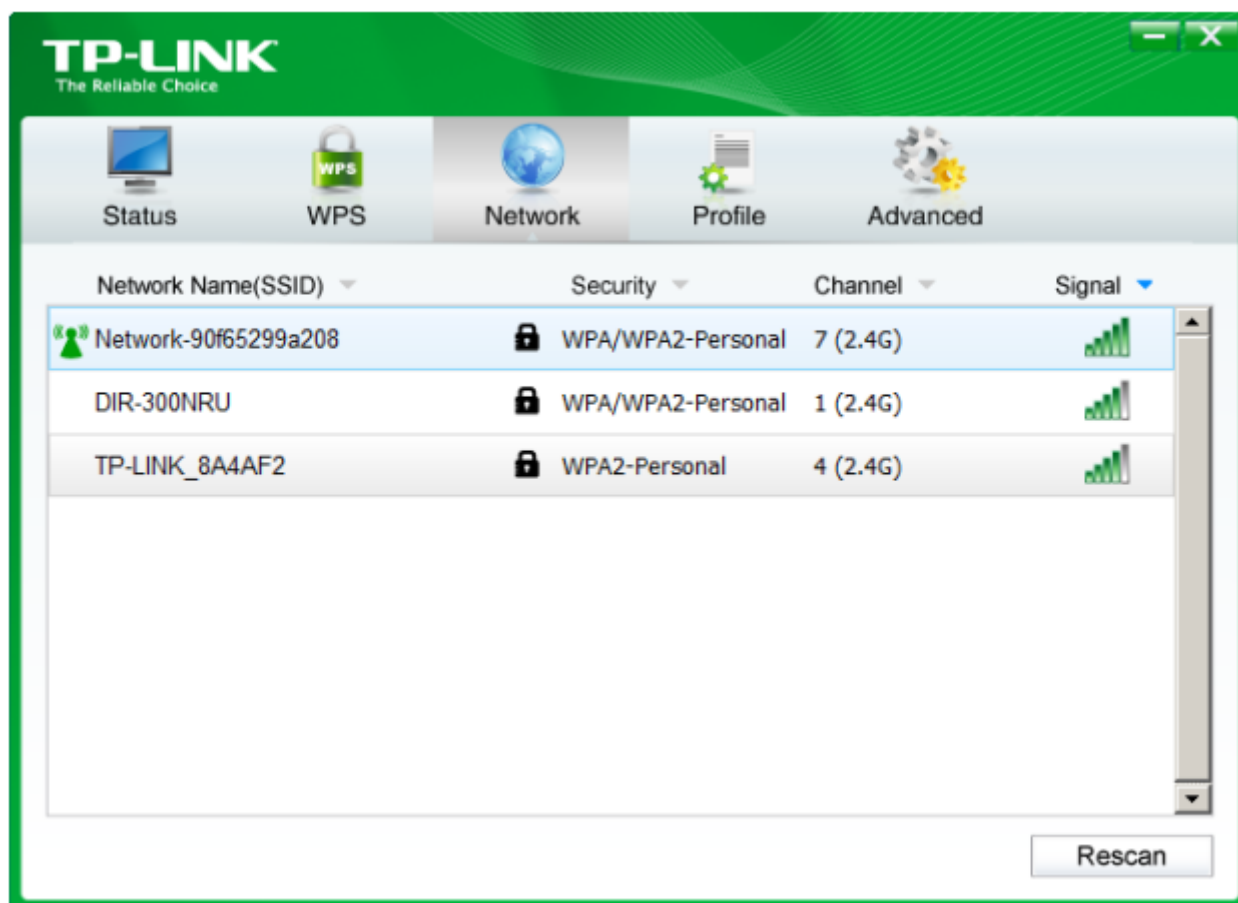 TP-LINK
The Reliable Choice
WPS
Status WPS Network Profile Advanced
Network Name(SSID) Security Channel Signal
Network-90f65299a208 WPA/WPA2-Personal 7 (2.4G)
DIR-300NRU WPA/WPA2-Personal 1 (2.4G)
TP-LINK_8A4AF2 WPA2-Personal 4 (2.4G)
Rescan